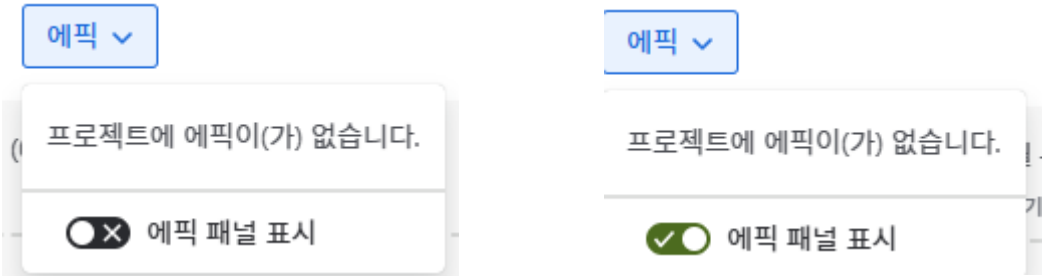 에픽
프로젝트에 에픽이(가) 없습니다.
에픽 패널 표시
에픽
프로젝트에 에픽이(가) 없습니다.
에픽 패널 표시